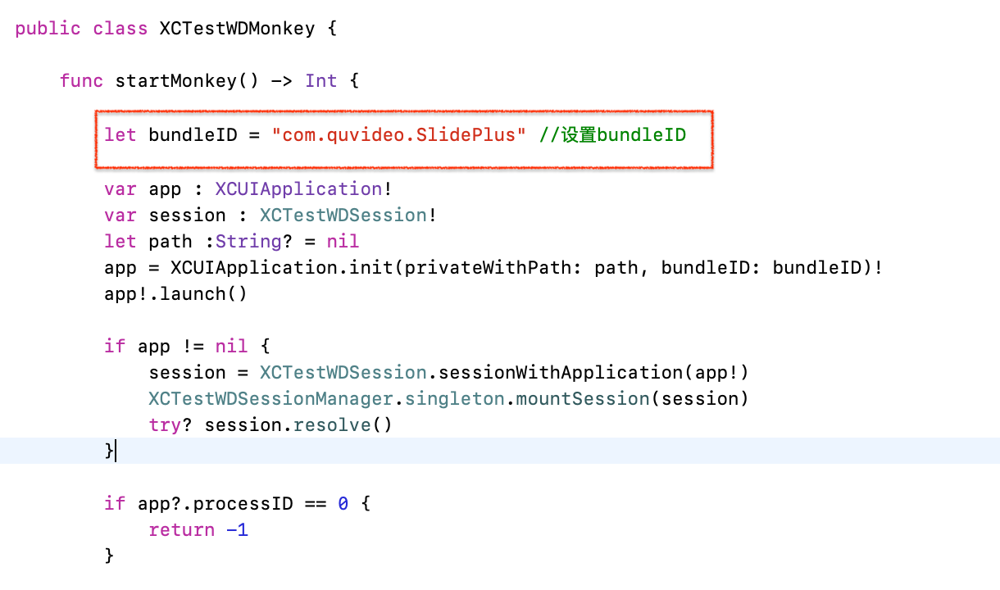 public class XCTestWDMonkey {
func startMonkey() -> Int {
let bundleID = "com.quvideo.SlidePlus" //设置bundleID
var app : XCUIApplication!
var session : XCTestWDSession!
let path :String? = nil
app = XCUIApplication.init(privateWithPath: path, bundleID: bundleID)!
app!.launch()
if app != nil {
session = XCTestWDSession.sessionWithApplication(app!)
XCTestWDSessionManager.singleton.mountSession(session)
try? session.resolve()
}
if app?.processID == 0 {
return -1
}